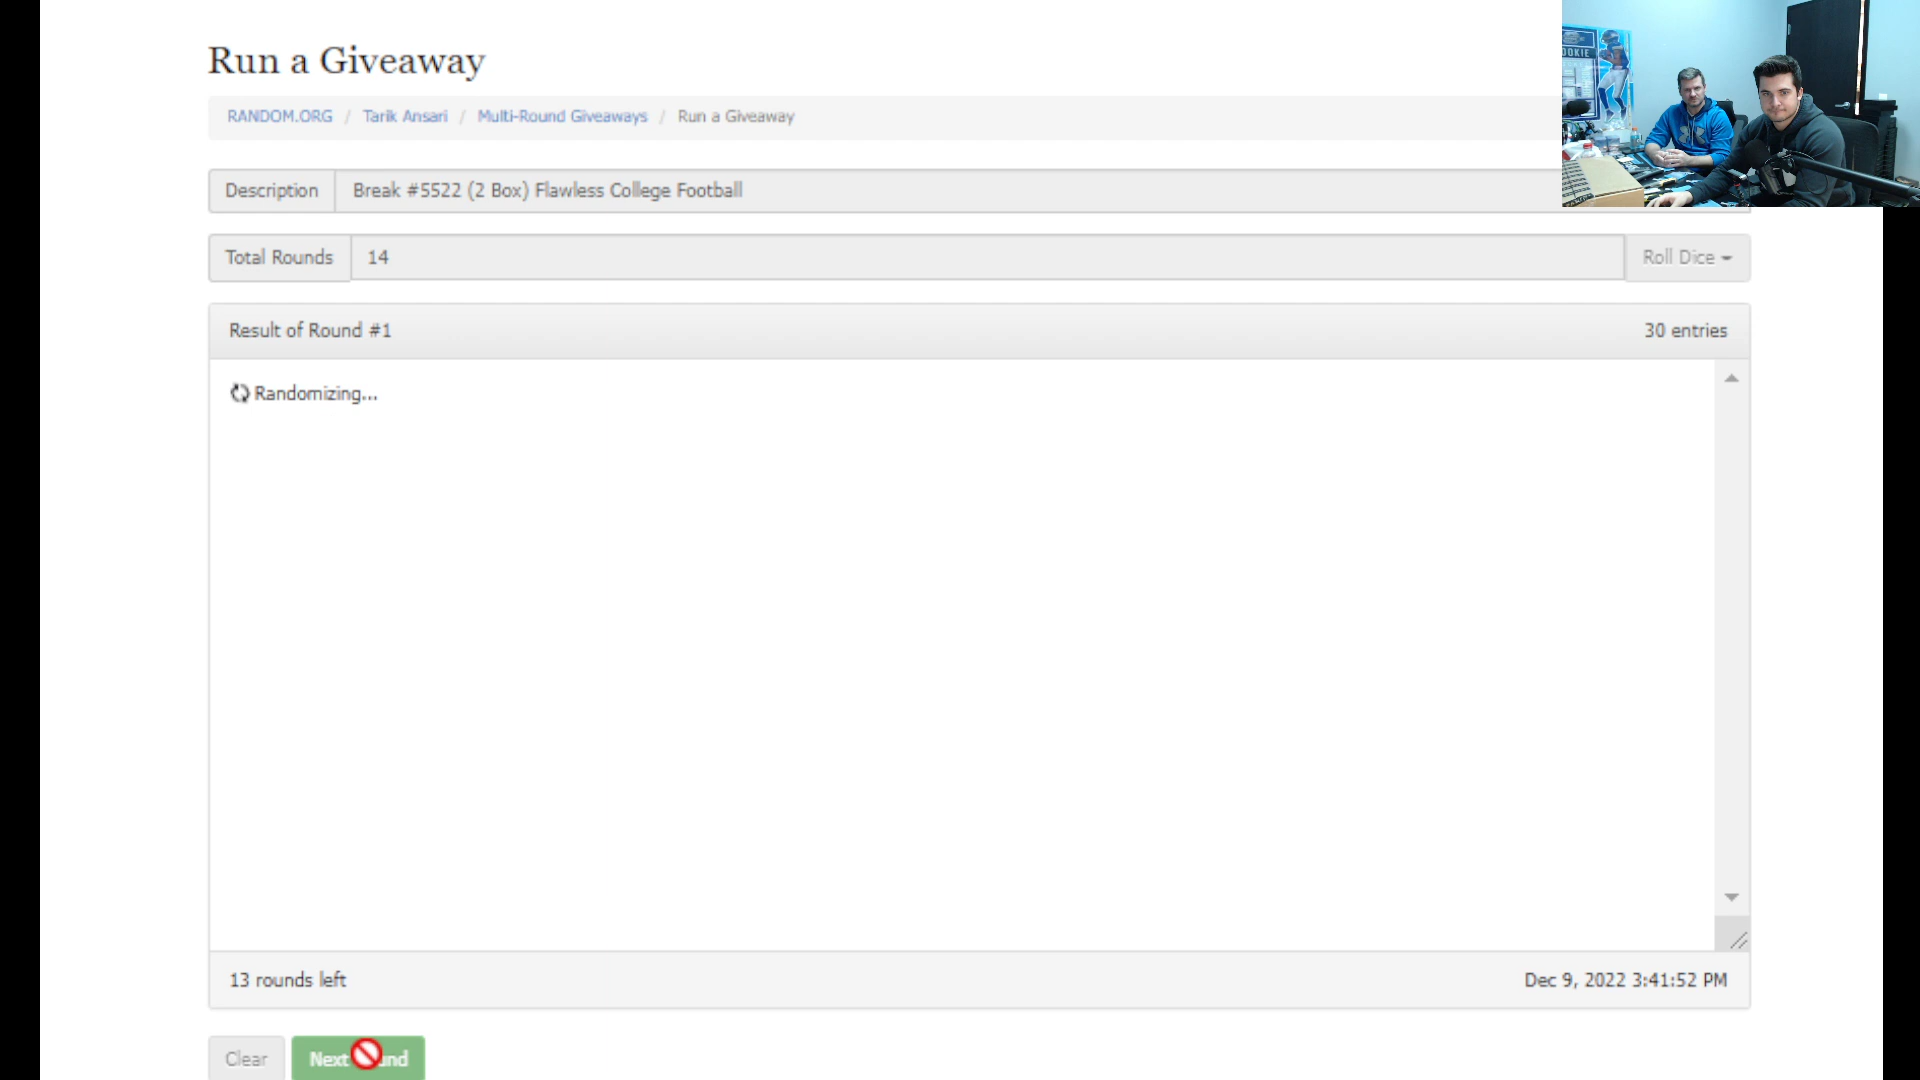 Run a Giveaway
RANDOM.ORG / Tarik Ansari / Multi-Round Giveaways / Run a Giveaway
Description Break #5522 (2 Box) Flawless College Football
Total Rounds 14 Roll Dice
Result of Round #1 30 entries
Randomizing...
13 rounds left Dec 9, 2022 3:41:52 PM
Clear Next